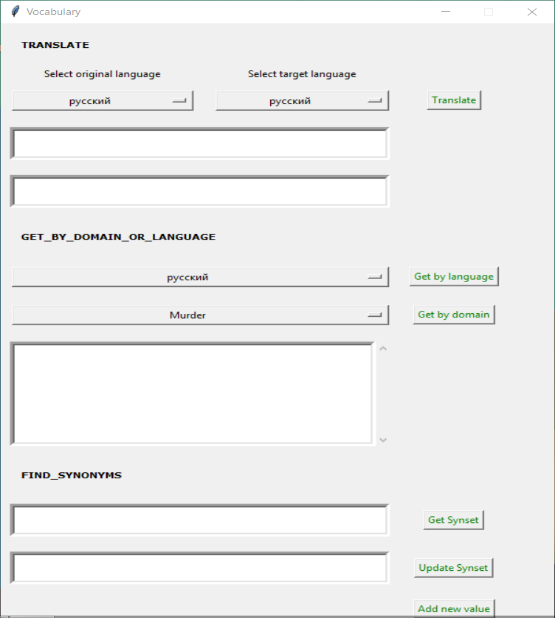 Vocabulary
TRANSLATE
Select original language Select target language
русский русский Translate
GET_BY_DOMAIN_OR_LANGUAGE
русский Get by language
Murder Get by domain
FIND_SYNONYMS
Get Synset
Update Synset
Add new value